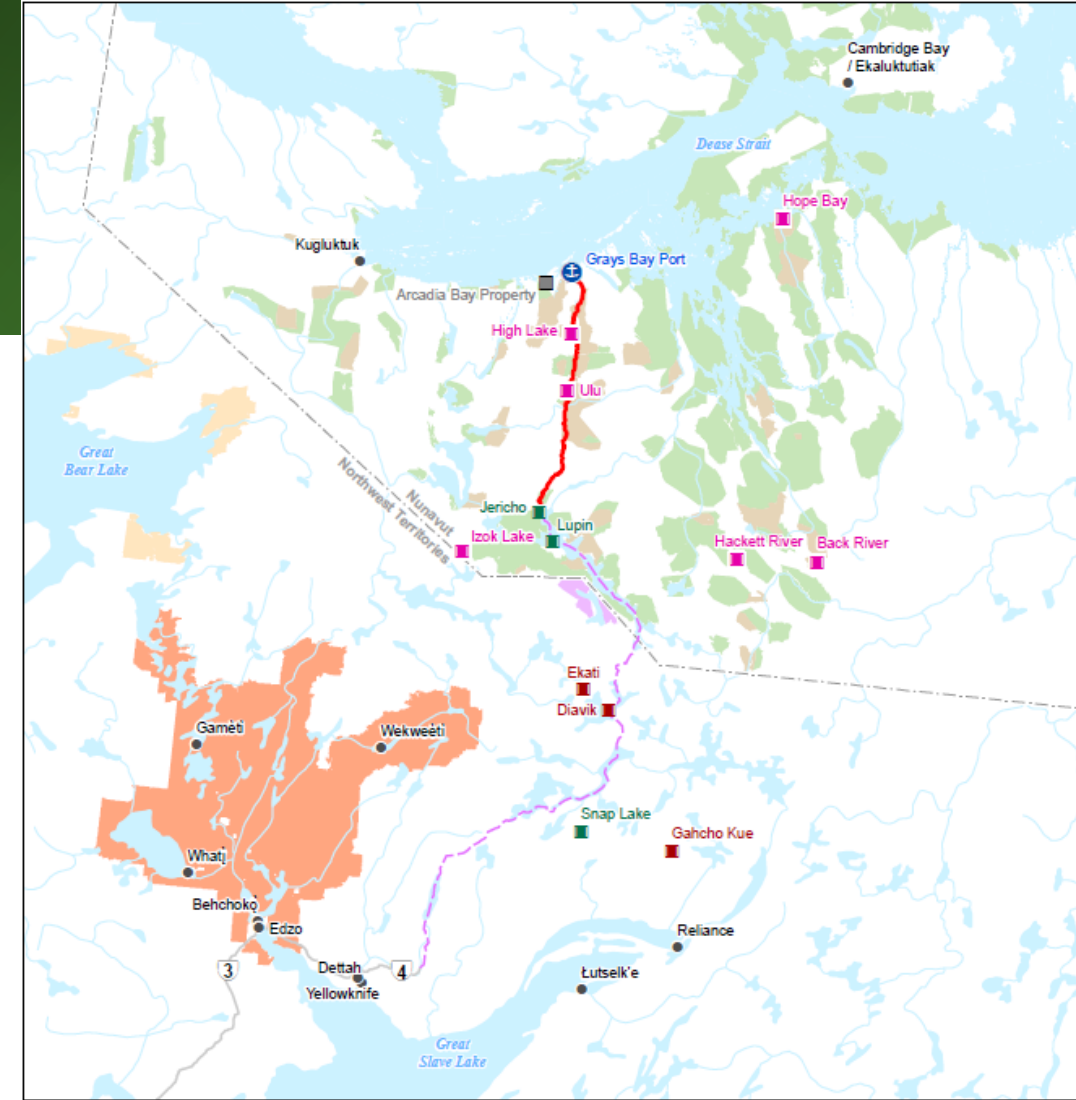 Cambridge Bay
/ Ekaluktutiak
Dease Strait
Hope Bay
Kugluktuk
Grays Bay Port
Arcadia Bay Property
High Lake
Ulu
Great
Bear Lake
Nunavut
Northwest Territories
Jericho
Lupin
Izok Lake
Hackett River
Back River
Ekati
Diavik
Gamètì
Wekweètì
Snap Lake
Gahcho Kue
Whatì
Behchokǫ̀
Edzo
Reliance
3
Dettah
4
Yellowknife
Łutselk'e
Great
Slave Lake